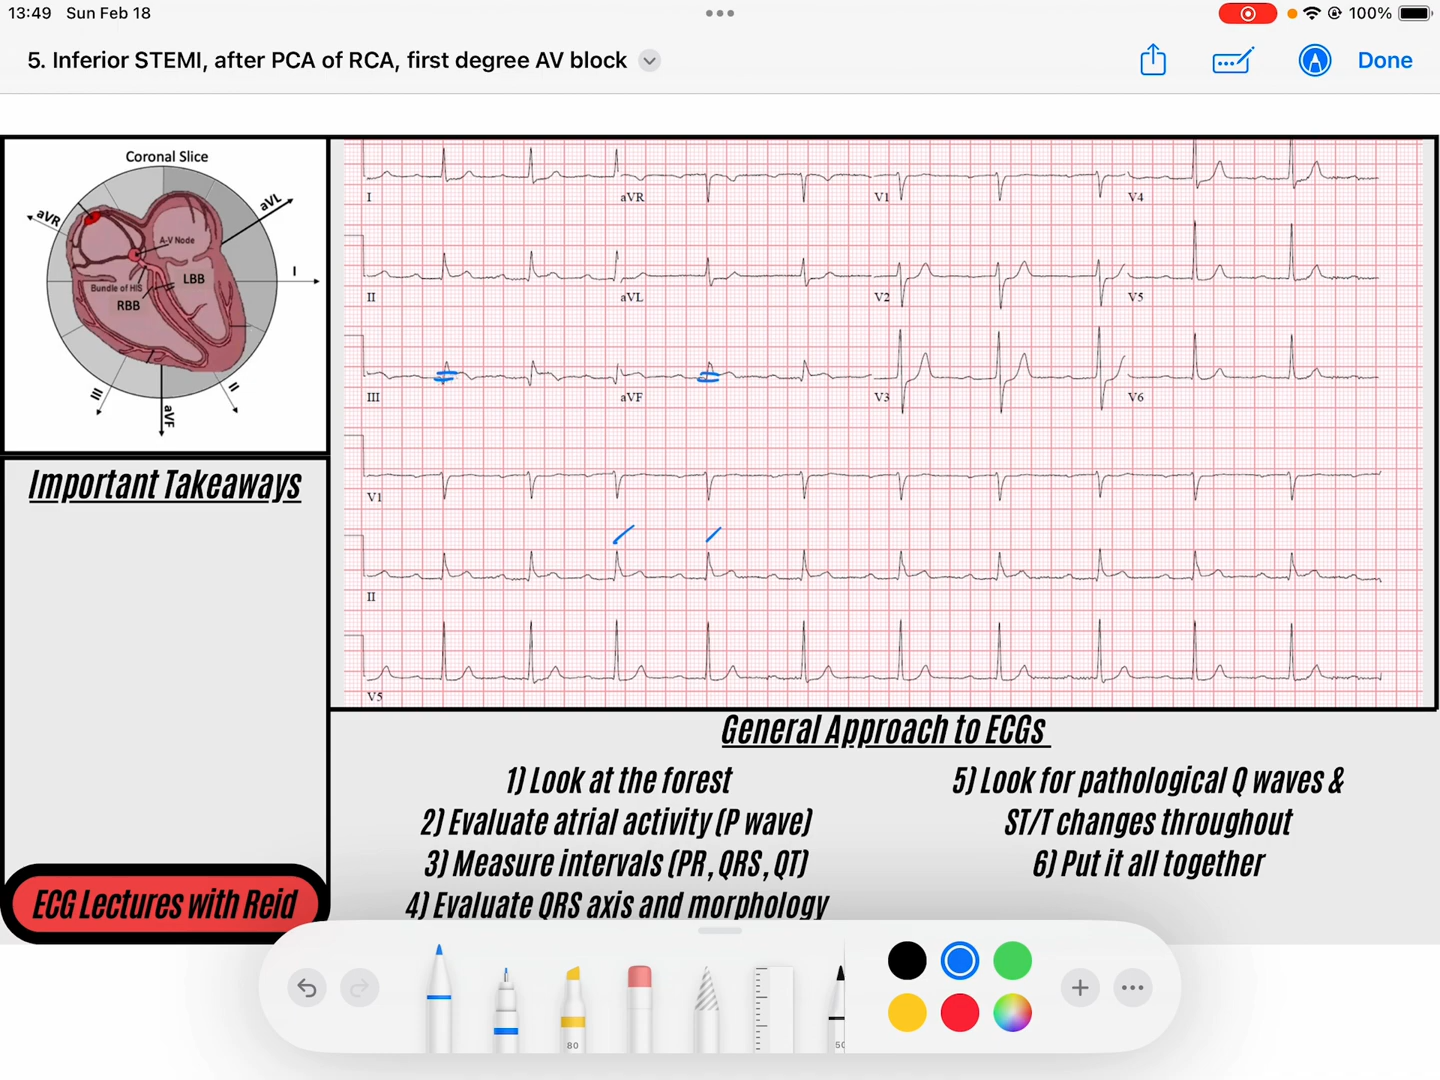 13:49 Sun Feb 18
100%
5. Inferior STEMI, after PCA of RCA, first degree AV block
Done
Coronal Slice
aVR
aVL
A-V Node
I
LBB
Bundle of HIS
RBB
III
aVF
II
Important Takeaways
ECG Lectures with Reid
I
aVR
V1
V4
II
aVL
V2
V5
III
aVF
V3
V6
V1
II
V5
General Approach to ECGs
1) Look at the forest
2) Evaluate atrial activity (P wave)
3) Measure intervals (PR, QRS, QT)
4) Evaluate QRS axis and morphology
5) Look for pathological Q waves &
ST/T changes throughout
6) Put it all together
80
50